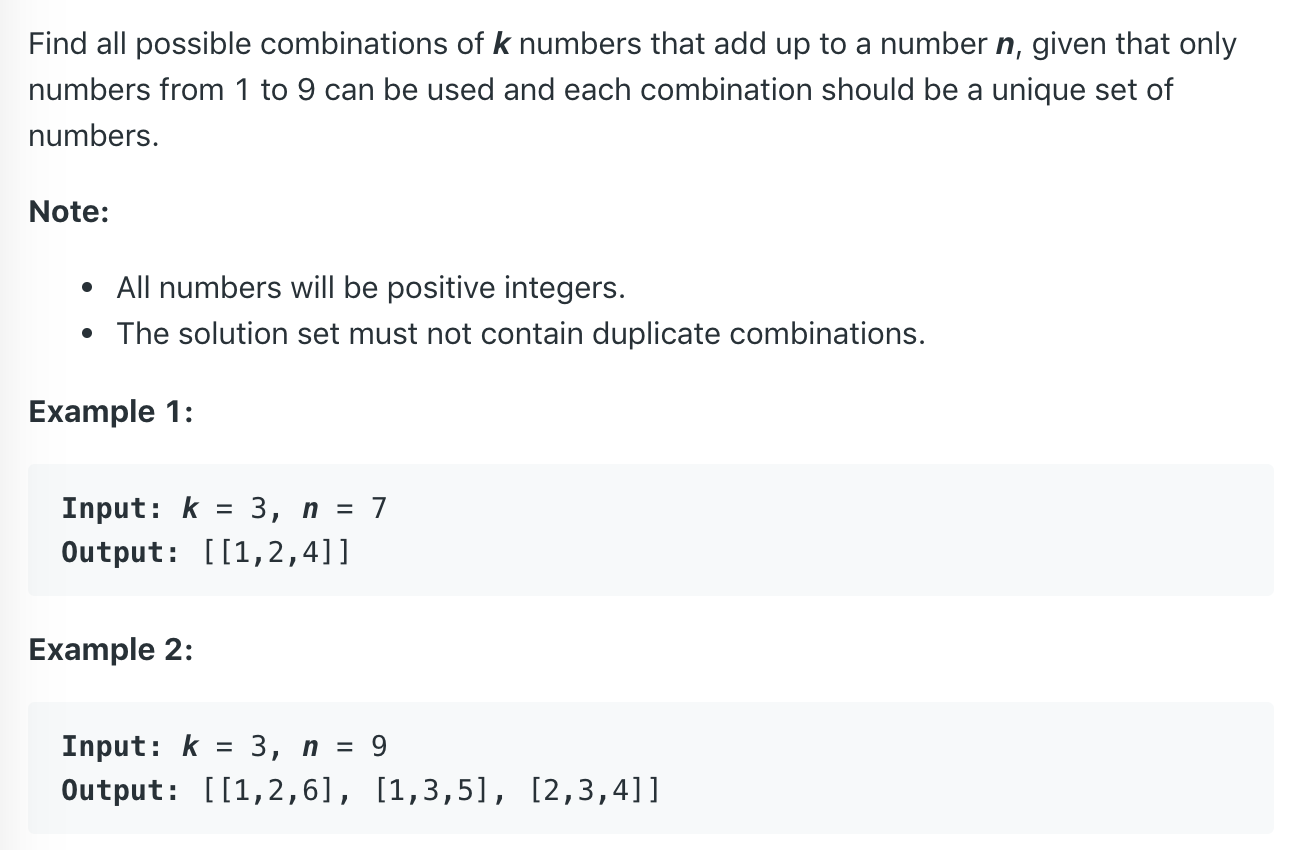 Find all possible combinations of k numbers that add up to a number n, given that only
numbers from 1 to 9 can be used and each combination should be a unique set of
numbers.
Note:
• All numbers will be positive integers.
• The solution set must not contain duplicate combinations.
Example 1:
Input: k = 3, n = 7
Output: [[1,2,4]]
Example 2:
Input: k = 3, n = 9
Output: [[1,2,6], [1,3,5], [2,3,4]]